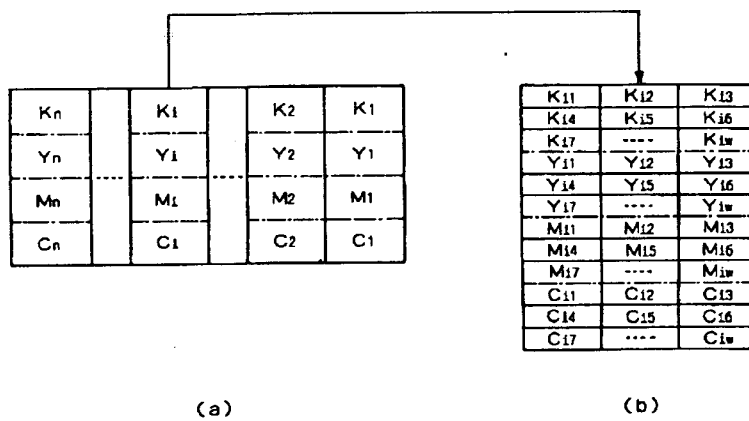 Kn Ki K2 K1
Yn Yi Y2 Y1
Mn Mi M2 M1
Cn Ci C2 C1
(a)
Ki1 Ki2 Ki3
Ki4 Ki5 Ki6
Ki7 ---- Kiw
Yi1 Yi2 Yi3
Yi4 Yi5 Yi6
Yi7 ---- Yiw
Mi1 Mi2 Mi3
Mi4 Mi5 Mi6
Mi7 ---- Miw
Ci1 Ci2 Ci3
Ci4 Ci5 Ci6
Ci7 ---- Ciw
(b)